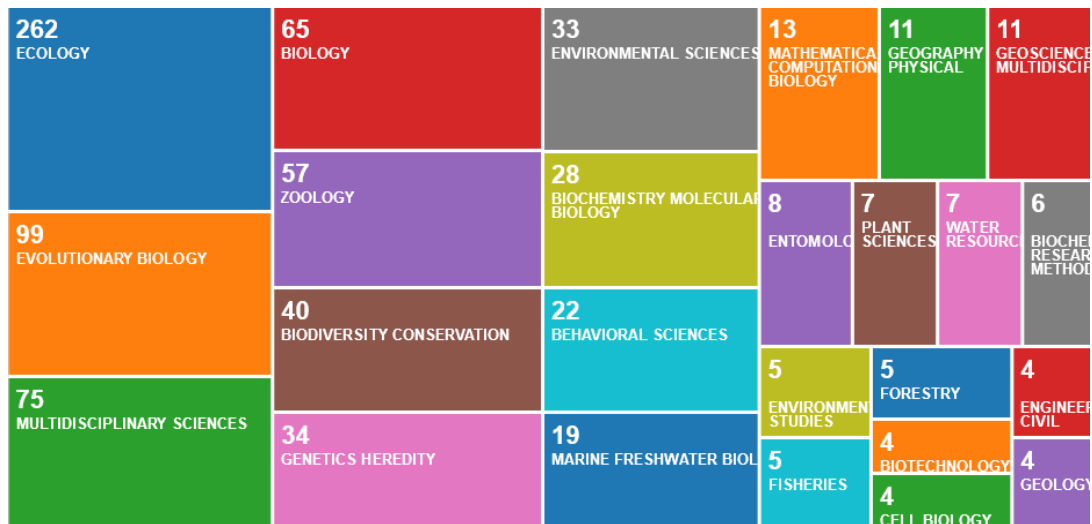 262
ECOLOGY
99
EVOLUTIONARY BIOLOGY
75
MULTIDISCIPLINARY SCIENCES
65
BIOLOGY
57
ZOOLOGY
40
BIODIVERSITY CONSERVATION
34
GENETICS HEREDITY
33
ENVIRONMENTAL SCIENCES
28
BIOCHEMISTRY MOLECULAR
BIOLOGY
22
BEHAVIORAL SCIENCES
19
MARINE FRESHWATER BIOL
13
MATHEMATICA
COMPUTATION
BIOLOGY
11
GEOGRAPHY
PHYSICAL
11
GEOSCIENCE
MULTIDISCIP
8
ENTOMOLO
7
PLANT
SCIENCES
7
WATER
RESOURC
6
BIOCHEM
RESEAR
METHOD
5
ENVIRONMEN
STUDIES
5
FISHERIES
5
FORESTRY
4
BIOTECHNOLOGY
4
CELL BIOLOGY
4
ENGINEER
CIVIL
4
GEOLOGY